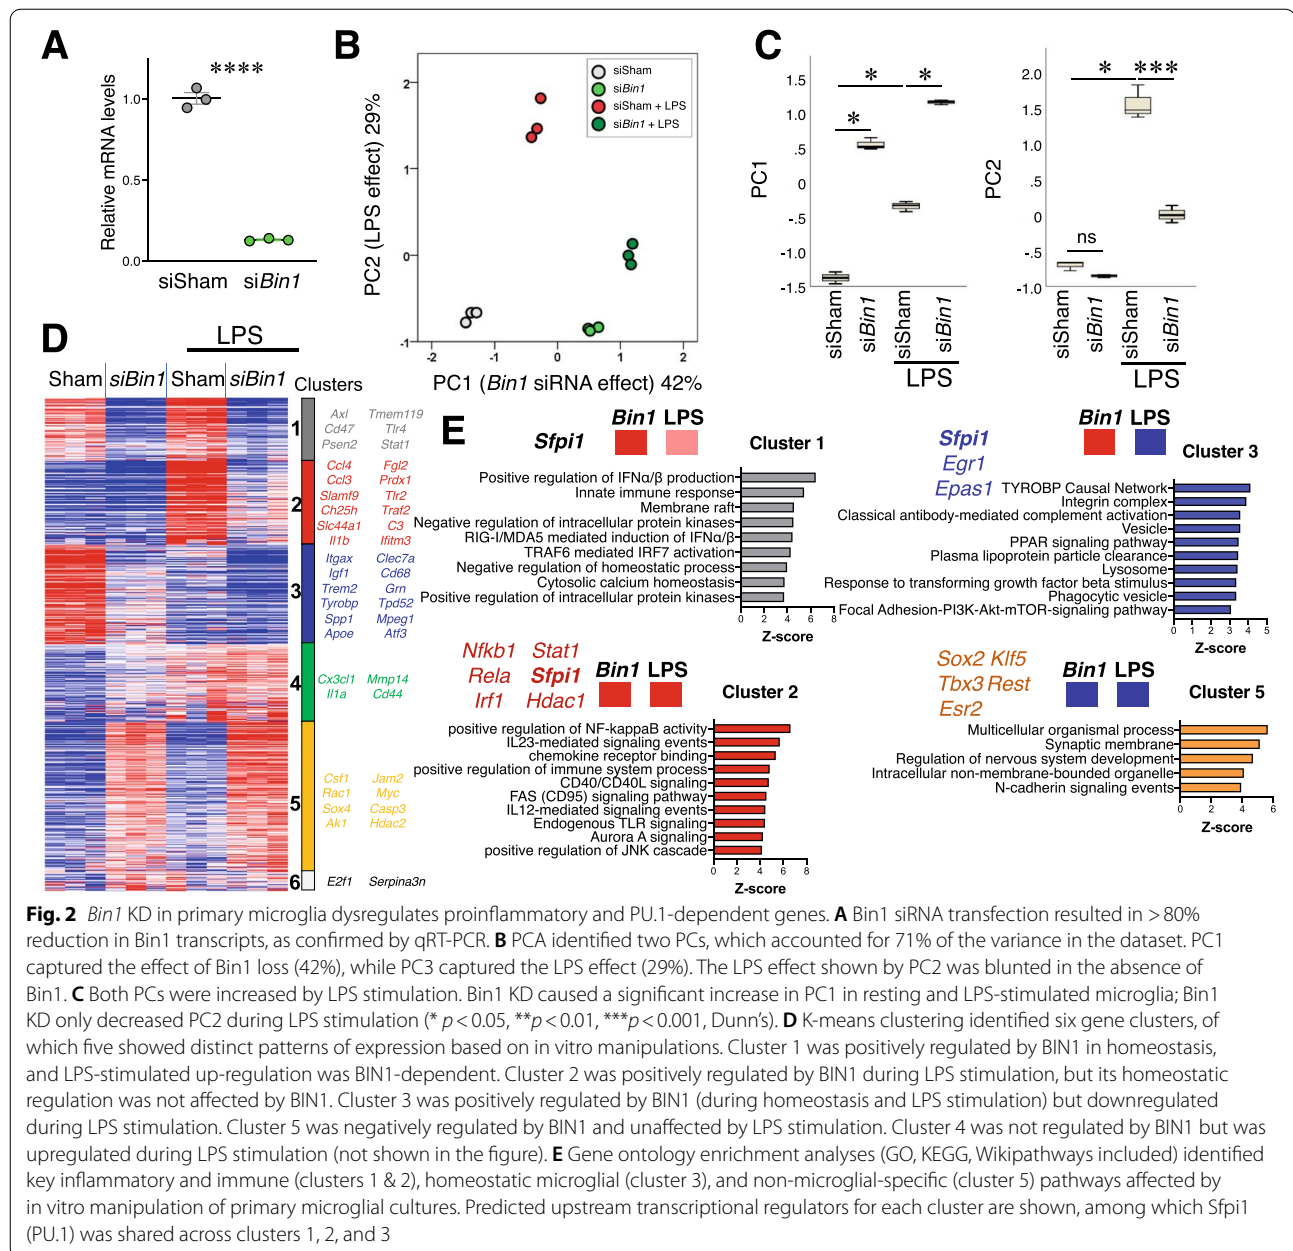 A
****
Relative mRNA levels
1.0
0.5
0.0
siSham
siBin1
B
PC2 (LPS effect) 29%
2
1
0
-1
-2
-1
0
1
2
PC1 (Bin1 siRNA effect) 42%
siSham
siBin1
siSham + LPS
siBin1 + LPS
C
PC1
1.5
1.0
.5
0
-.5
-1.0
-1.5
*
*
*
siSham
siBin1
siSham
siBin1
LPS
PC2
2.0
1.5
1.0
.5
0
-.5
-1.0
*
***
ns
siSham
siBin1
siSham
siBin1
LPS
D
LPS
Sham siBin1 Sham siBin1
Clusters
1
Axl Tmem119
Cd47 Tlr4
Psen2 Stat1
2
Ccl4 Fgl2
Ccl3 Prdx1
Slamf9 Tlr2
Ch25h Traf2
Slc44a1 C3
Il1b Ifitm3
3
Itgax Clec7a
Igf1 Cd68
Trem2 Grn
Tyrobp Tpd52
Spp1 Mpeg1
Apoe Atf3
4
Cx3cl1 Mmp14
Il1a Cd44
5
Csf1 Jam2
Rac1 Myc
Sox4 Casp3
Ak1 Hdac2
6
E2f1 Serpina3n
E
Sfpi1
Bin1 LPS
Cluster 1
Positive regulation of IFNα/β production
Innate immune response
Membrane raft
Negative regulation of intracellular protein kinases
RIG-I/MDA5 mediated induction of IFNα/β
TRAF6 mediated IRF7 activation
Negative regulation of homeostatic process
Cytosolic calcium homeostasis
Positive regulation of intracellular protein kinases
0 2 4 6 8
Z-score
Sfpi1
Egr1
Epas1
Bin1 LPS
Cluster 3
TYROBP Causal Network
Integrin complex
Classical antibody-mediated complement activation
Vesicle
PPAR signaling pathway
Plasma lipoprotein particle clearance
Lysosome
Response to transforming growth factor beta stimulus
Phagocytic vesicle
Focal Adhesion-PI3K-Akt-mTOR-signaling pathway
0 1 2 3 4 5
Z-score
Nfkb1 Stat1
Rela Sfpi1
Irf1 Hdac1
Bin1 LPS
Cluster 2
positive regulation of NF-kappaB activity
IL23-mediated signaling events
chemokine receptor binding
positive regulation of immune system process
CD40/CD40L signaling
FAS (CD95) signaling pathway
IL12-mediated signaling events
Endogenous TLR signaling
Aurora A signaling
positive regulation of JNK cascade
0 2 4 6 8
Z-score
Sox2 Klf5
Tbx3 Rest
Esr2
Bin1 LPS
Cluster 5
Multicellular organismal process
Synaptic membrane
Regulation of nervous system development
Intracellular non-membrane-bounded organelle
N-cadherin signaling events
0 2 4 6
Z-score
Fig. 2 Bin1 KD in primary microglia dysregulates proinflammatory and PU.1-dependent genes. A Bin1 siRNA transfection resulted in > 80%
reduction in Bin1 transcripts, as confirmed by qRT-PCR. B PCA identified two PCs, which accounted for 71% of the variance in the dataset. PC1
captured the effect of Bin1 loss (42%), while PC3 captured the LPS effect (29%). The LPS effect shown by PC2 was blunted in the absence of
Bin1. C Both PCs were increased by LPS stimulation. Bin1 KD caused a significant increase in PC1 in resting and LPS-stimulated microglia; Bin1
KD only decreased PC2 during LPS stimulation (* p < 0.05, **p < 0.01, ***p < 0.001, Dunn's). D K-means clustering identified six gene clusters, of
which five showed distinct patterns of expression based on in vitro manipulations. Cluster 1 was positively regulated by BIN1 in homeostasis,
and LPS-stimulated up-regulation was BIN1-dependent. Cluster 2 was positively regulated by BIN1 during LPS stimulation, but its homeostatic
regulation was not affected by BIN1. Cluster 3 was positively regulated by BIN1 (during homeostasis and LPS stimulation) but downregulated
during LPS stimulation. Cluster 5 was negatively regulated by BIN1 and unaffected by LPS stimulation. Cluster 4 was not regulated by BIN1 but was
upregulated during LPS stimulation (not shown in the figure). E Gene ontology enrichment analyses (GO, KEGG, Wikipathways included) identified
key inflammatory and immune (clusters 1 & 2), homeostatic microglial (cluster 3), and non-microglial-specific (cluster 5) pathways affected by
in vitro manipulation of primary microglial cultures. Predicted upstream transcriptional regulators for each cluster are shown, among which Sfpi1
(PU.1) was shared across clusters 1, 2, and 3